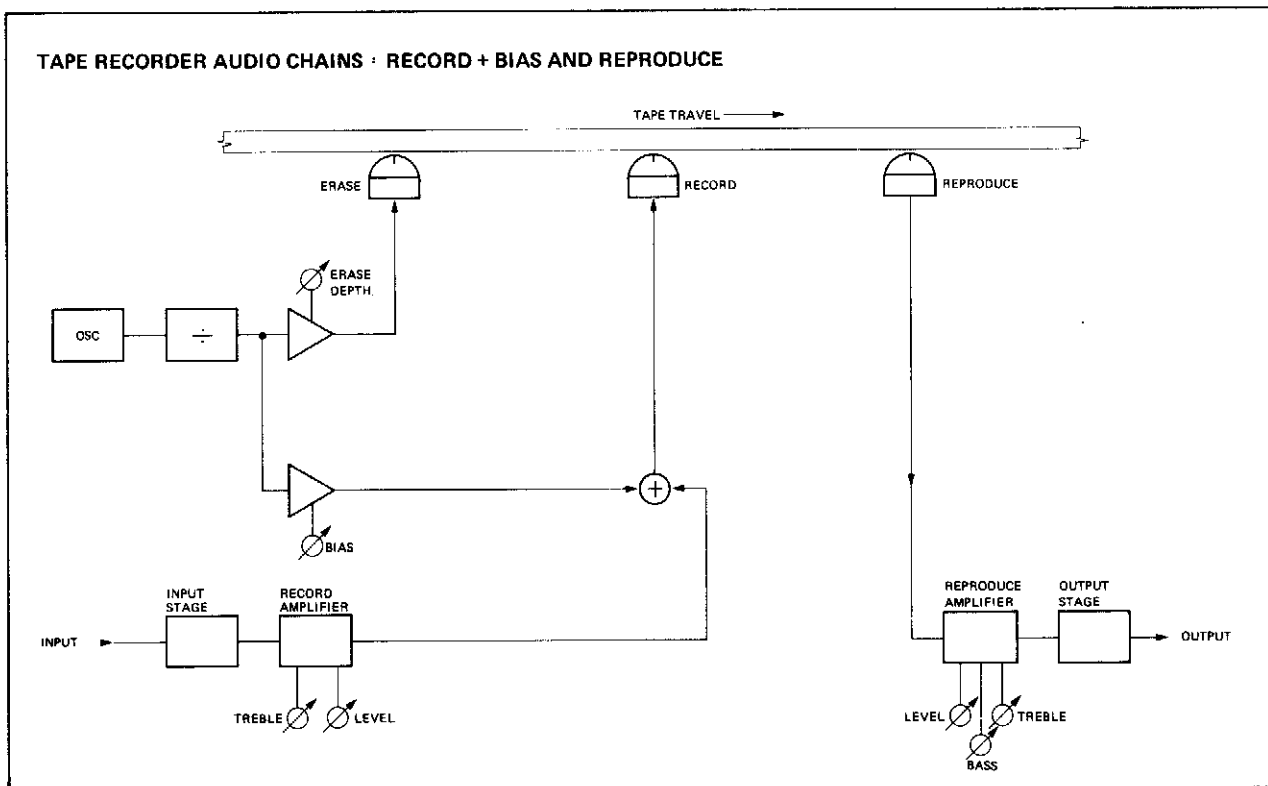 TAPE RECORDER AUDIO CHAINS : RECORD + BIAS AND REPRODUCE
TAPE TRAVEL
ERASE
RECORD
REPRODUCE
ERASE
DEPTH
OSC
÷
+
BIAS
INPUT
STAGE
RECORD
AMPLIFIER
REPRODUCE
AMPLIFIER
OUTPUT
STAGE
INPUT
OUTPUT
TREBLE
LEVEL
LEVEL
TREBLE
BASS